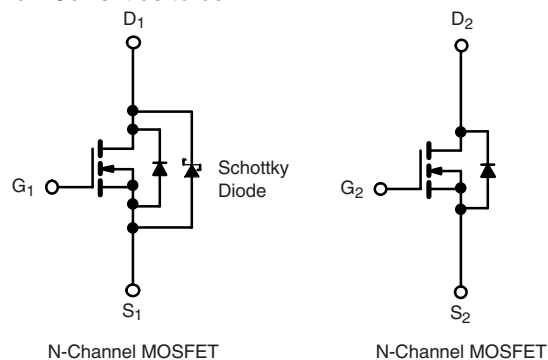 D1
D2
G1
Schottky
Diode
G2
S1
S2
N-Channel MOSFET
N-Channel MOSFET